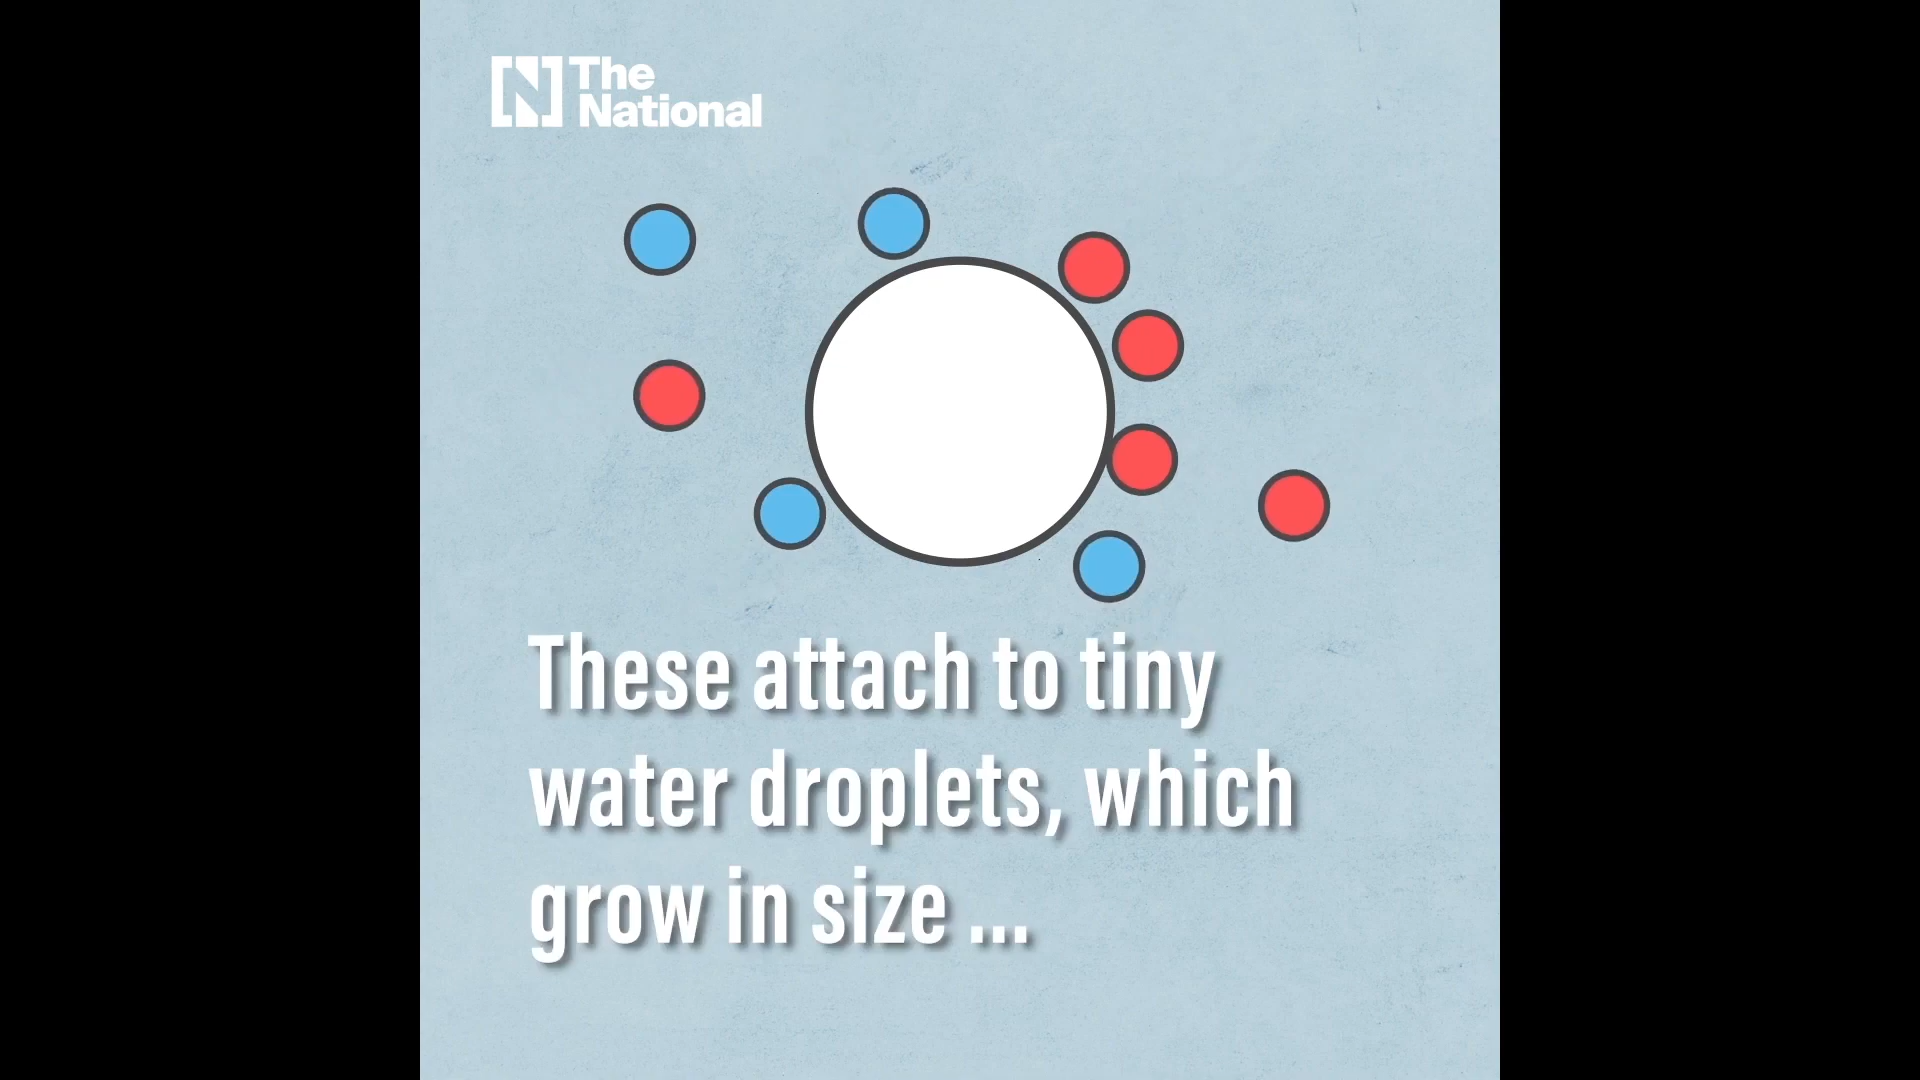 The
National
These attach to tiny
water droplets, which
grow in size ...